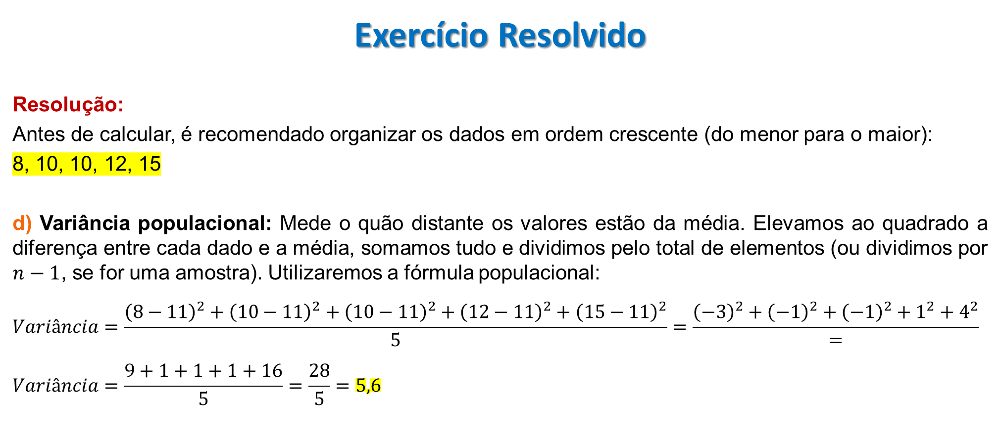 Exercício Resolvido
Resolução:
Antes de calcular, é recomendado organizar os dados em ordem crescente (do menor para o maior):
8, 10, 10, 12, 15
d) Variância populacional: Mede o quão distante os valores estão da média. Elevamos ao quadrado a
diferença entre cada dado e a média, somamos tudo e dividimos pelo total de elementos (ou dividimos por
n − 1, se for uma amostra). Utilizaremos a fórmula populacional:
Variância = \frac{(8 − 11)² + (10 − 11)² + (10 − 11)² + (12 − 11)² + (15 − 11)²}{5} = \frac{(−3)² + (−1)² + (−1)² + 1² + 4²}{=}
Variância = \frac{9 + 1 + 1 + 1 + 16}{5} = \frac{28}{5} = 5,6